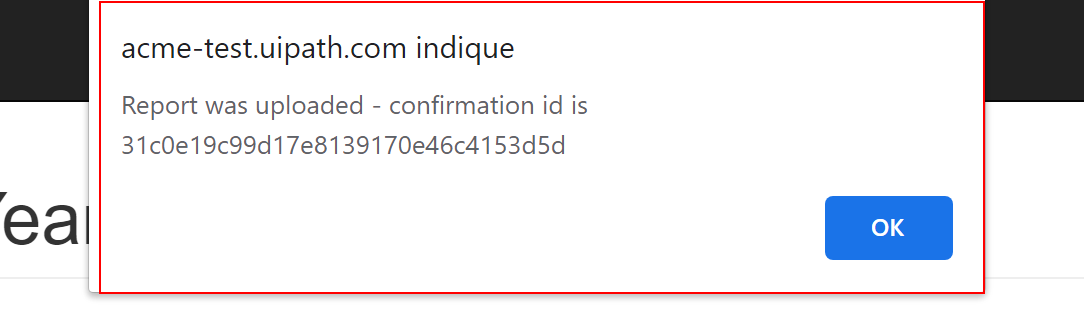 acme-test.uipath.com indique
Report was uploaded - confirmation id is
31c0e19c99d17e8139170e46c4153d5d
OK